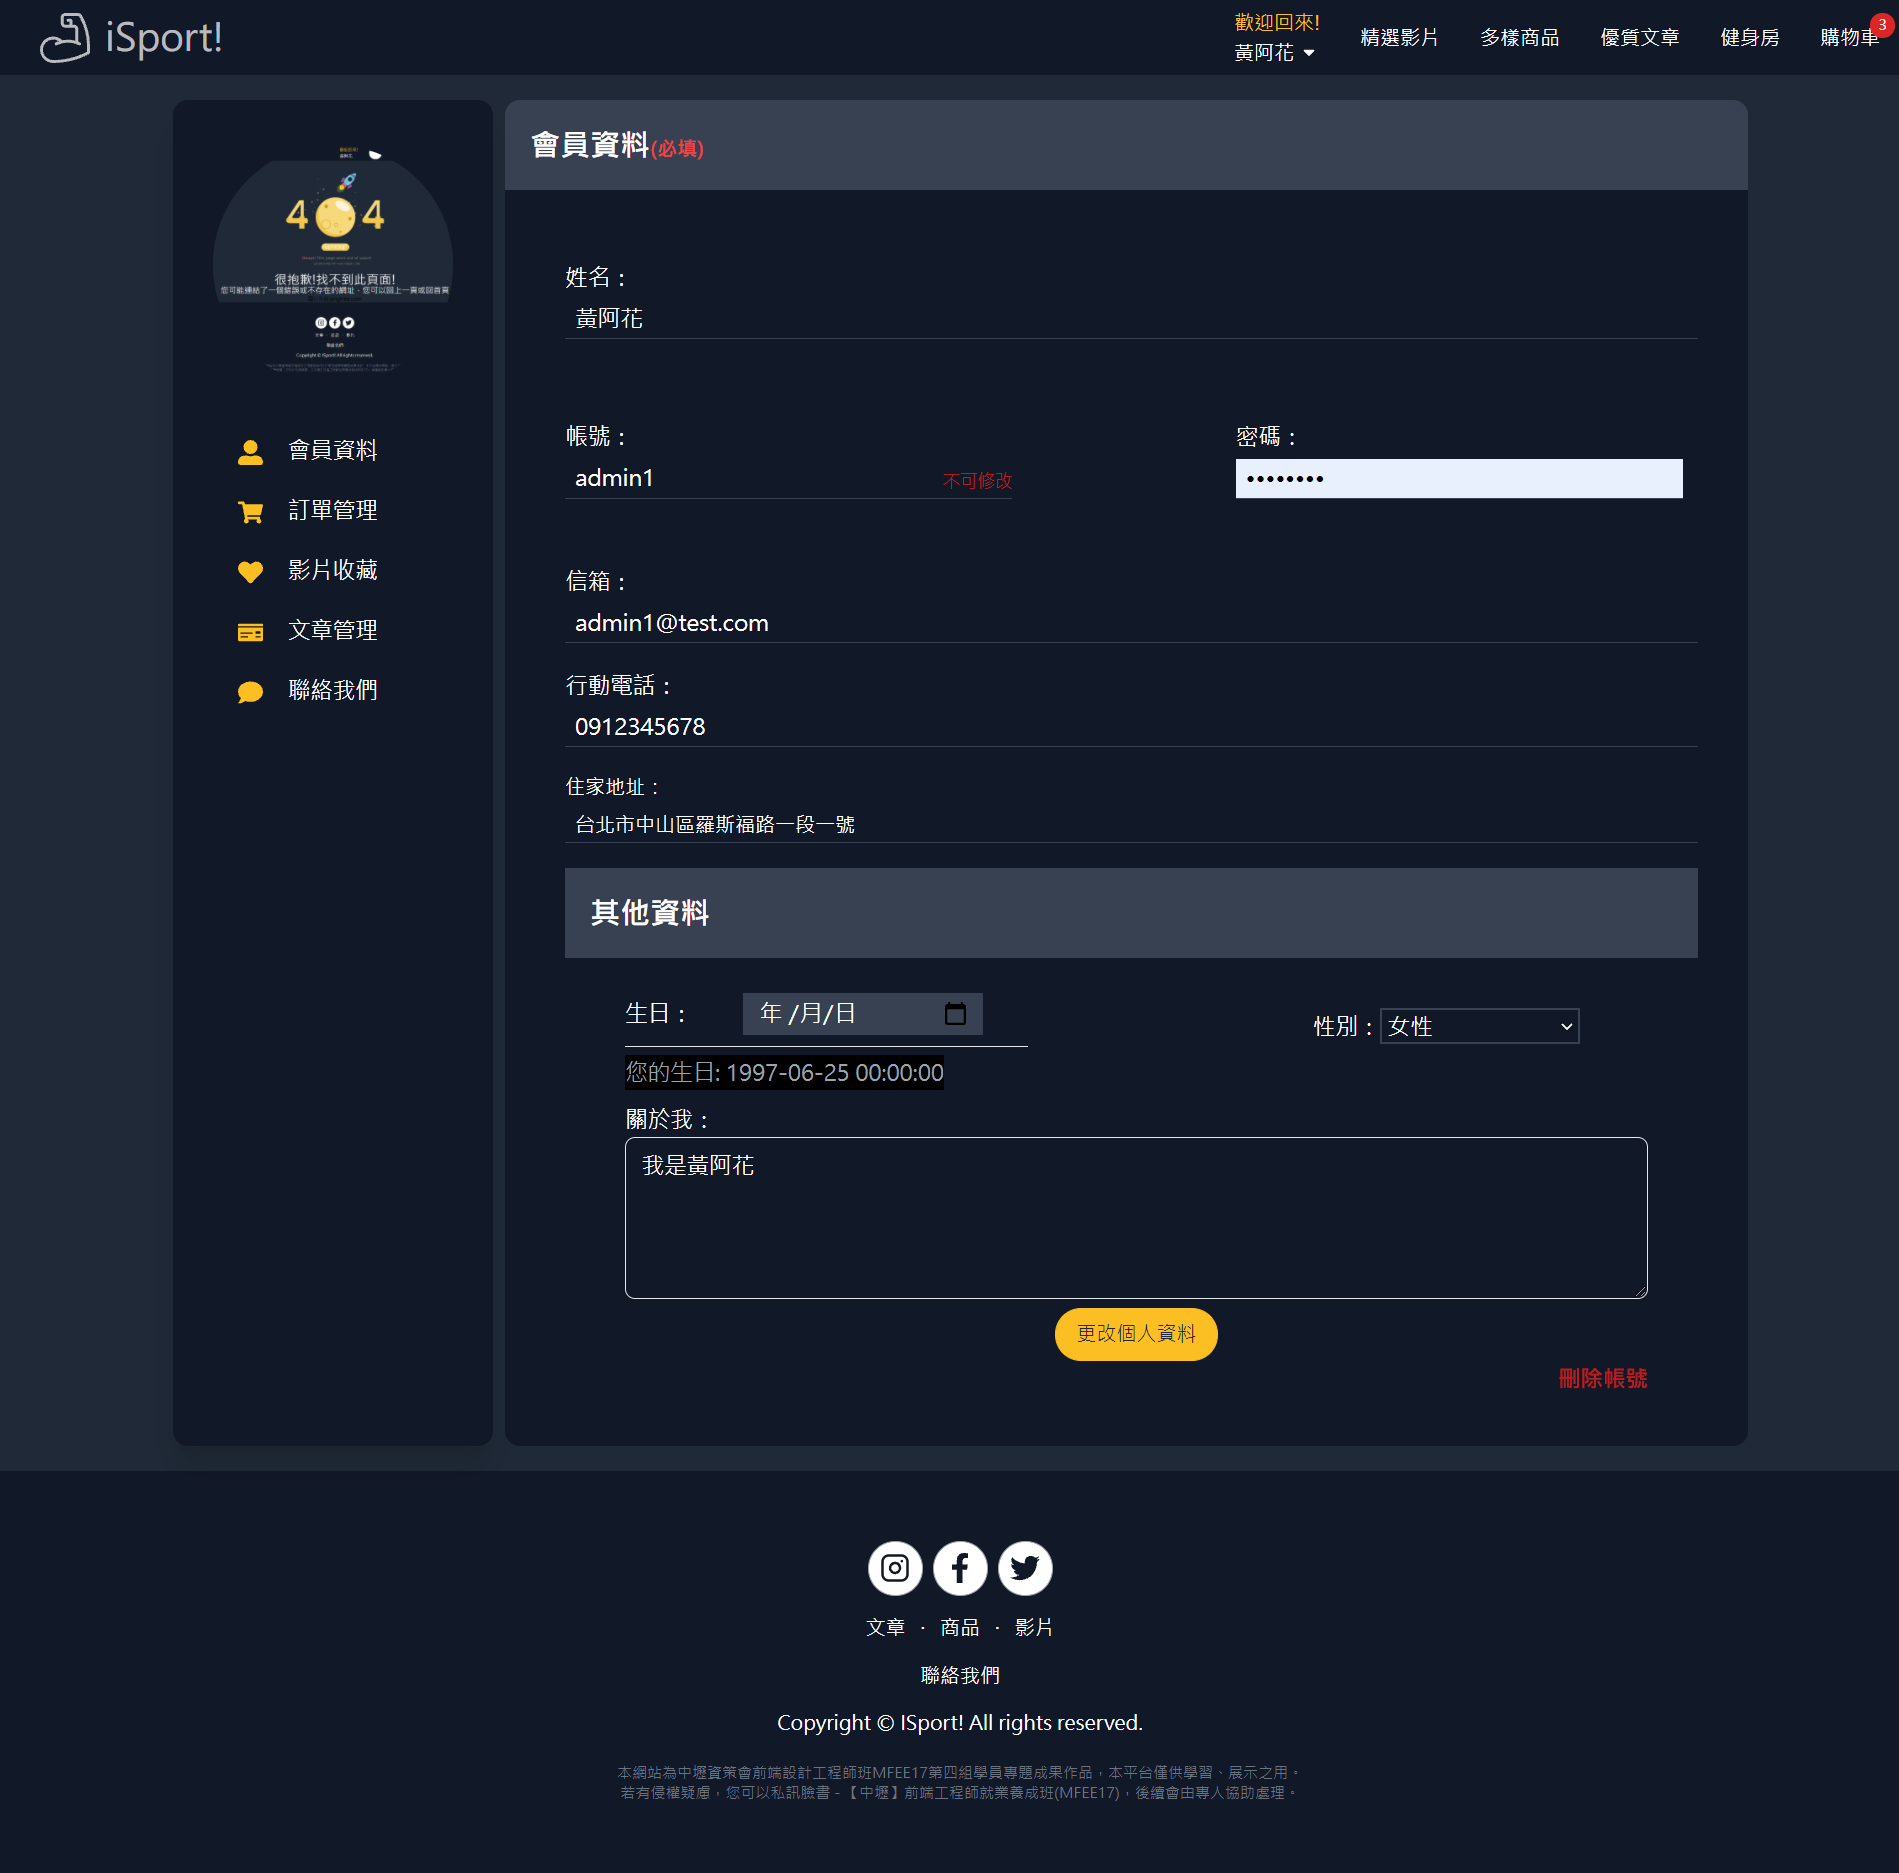 iSport!
歡迎回來!
黃阿花
精選影片
多樣商品
優質文章
健身房
購物車
3
404
很抱歉!找不到此頁面!
您可能連結了一個錯誤或不存在的網址，您可以回上一頁或回首頁
聯絡我們
Copyright © ISport! All rights reserved.
會員資料
訂單管理
影片收藏
文章管理
聯絡我們
會員資料(必填)
姓名：
黃阿花
帳號：
admin1
不可修改
密碼：
••••••••
信箱：
admin1@test.com
行動電話：
0912345678
住家地址：
台北市中山區羅斯福路一段一號
其他資料
生日：
年 /月/日
性別：
女性
您的生日: 1997-06-25 00:00:00
關於我：
我是黃阿花
更改個人資料
刪除帳號
文章 · 商品 · 影片
聯絡我們
Copyright © ISport! All rights reserved.
本網站為中壢資策會前端設計工程師班MFEE17第四組學員專題成果作品，本平台僅供學習、展示之用。
若有侵權疑慮，您可以私訊臉書 - 【中壢】前端工程師就業養成班(MFEE17)，後續會由專人協助處理。